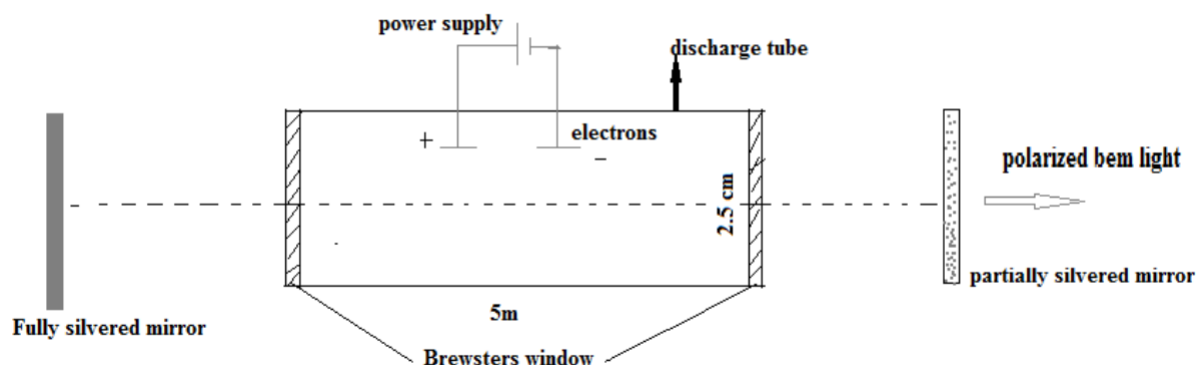 power supply
discharge tube
electrons
+
−
polarized bem light
2.5 cm
partially silvered mirror
5m
Fully silvered mirror
Brewsters window